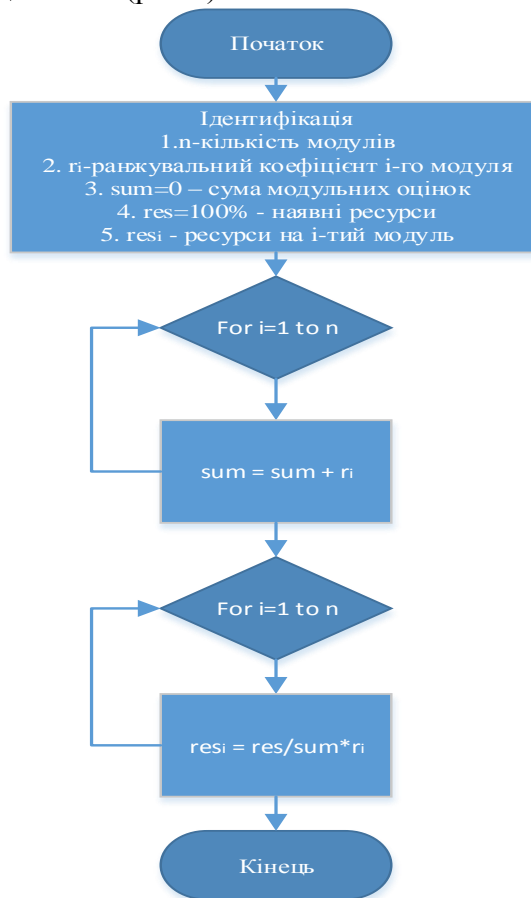 Початок
Ідентифікація
1.n-кількість модулів
2. ri-ранжувальний коефіцієнт і-го модуля
3. sum=0 – сума модульних оцінок
4. res=100% - наявні ресурси
5. resi - ресурси на і-тий модуль
For i=1 to n
sum = sum + ri
For i=1 to n
resi = res/sum*ri
Кінець